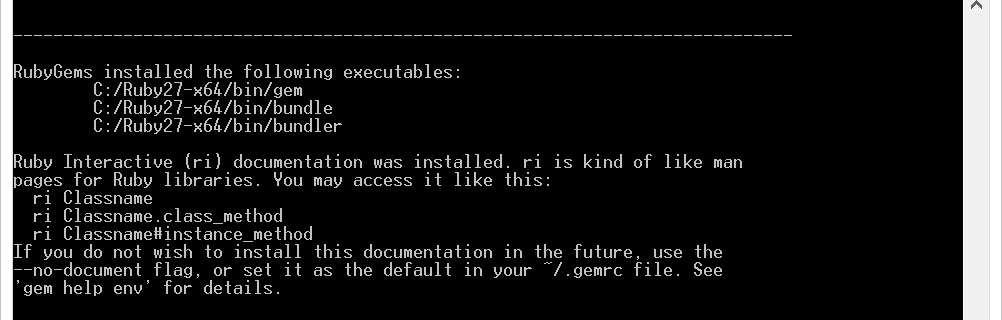 ------------------------------------------------------------------------------
RubyGems installed the following executables:
        C:/Ruby27-x64/bin/gem
        C:/Ruby27-x64/bin/bundle
        C:/Ruby27-x64/bin/bundler
Ruby Interactive (ri) documentation was installed. ri is kind of like man
pages for Ruby libraries. You may access it like this:
  ri Classname
  ri Classname.class_method
  ri Classname#instance_method
If you do not wish to install this documentation in the future, use the
--no-document flag, or set it as the default in your ~/.gemrc file. See
'gem help env' for details.